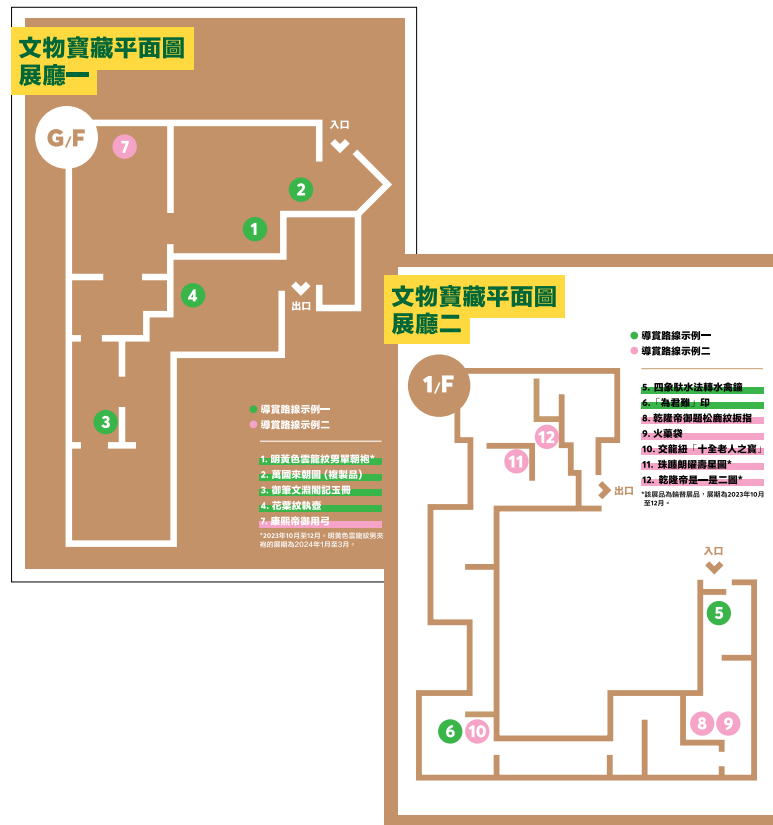 文物寶藏平面圖
展廳一
G/F
7
入口
2
1
4
出口
3
導賞路線示例一
導賞路線示例二
1. 明黃色雲龍紋男單朝袍*
2. 萬國來朝圖 (複製品)
3. 御筆文淵閣記玉冊
4. 花葉紋執壺
7. 康熙帝御用弓
*2023年10月至12月。明黃色雲龍紋男夾
袍的展期為2024年1月至3月。
文物寶藏平面圖
展廳二
導賞路線示例一
導賞路線示例二
1/F
5. 四象馱水法轉水禽鐘
6.「為君難」印
8. 乾隆帝御題松鹿紋扳指
9. 火藥袋
10. 交龍紐「十全老人之寶」
11. 珠躔朗曜壽星圖*
12. 乾隆帝是一是二圖*
*該展品為輪替展品,展期為2023年10月
至12月。
12
11
出口
入口
5
6
10
8
9